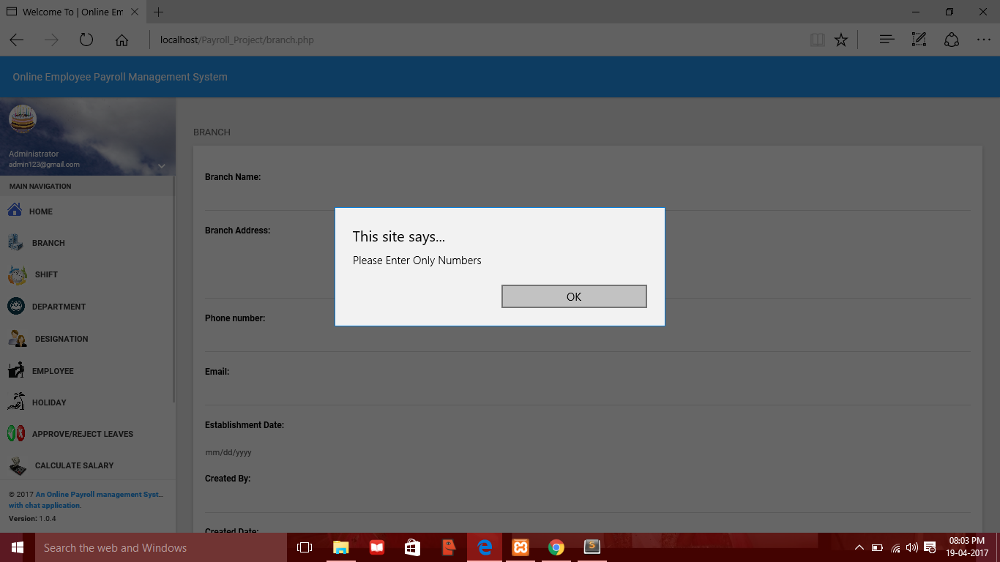 Welcome To | Online Em
localhost/Payroll_Project/branch.php
Online Employee Payroll Management System
Administrator
admin123@gmail.com
MAIN NAVIGATION
HOME
BRANCH
SHIFT
DEPARTMENT
DESIGNATION
EMPLOYEE
HOLIDAY
APPROVE/REJECT LEAVES
CALCULATE SALARY
© 2017 An Online Payroll management Syst...
with chat application.
Version: 1.0.4
BRANCH
Branch Name:
Branch Address:
Phone number:
Email:
Establishment Date:
mm/dd/yyyy
Created By:
Created Date:
This site says...
Please Enter Only Numbers
OK
Search the web and Windows
08:03 PM
19-04-2017